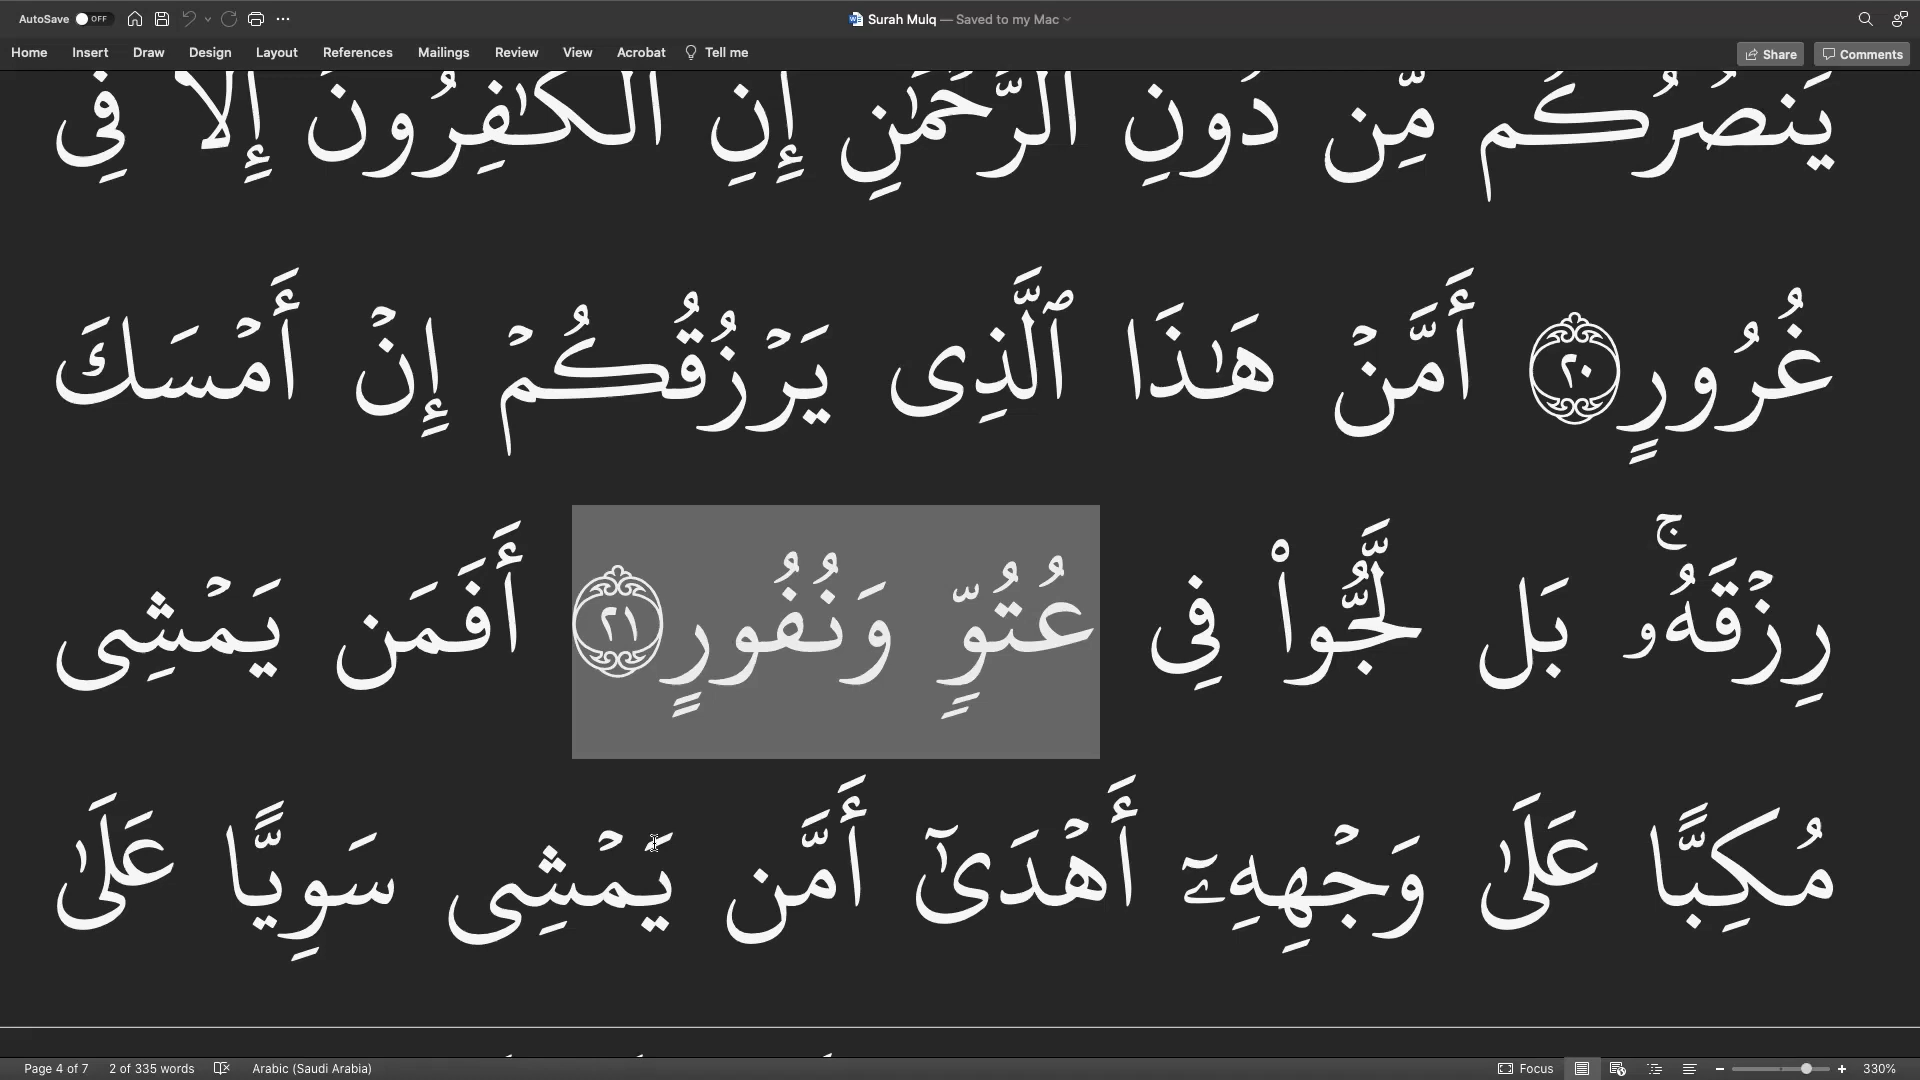 AutoSave OFF Surah Mulq — Saved to my Mac
Home Insert Draw Design Layout References Mailings Review View Acrobat Tell me Share Comments
يَنصُرُكُم مِّن دُونِ ٱلرَّحْمَٰنِ إِنِ ٱلْكَٰفِرُونَ إِلَّا فِى
غُرُورٍ ٢٠ أَمَّنْ هَٰذَا ٱلَّذِى يَرْزُقُكُمْ إِنْ أَمْسَكَ
رِزْقَهُۥ ۚ بَل لَّجُّوا۟ فِى عُتُوٍّ وَنُفُورٍ ٢١ أَفَمَن يَمْشِى
مُكِبًّا عَلَىٰ وَجْهِهِۦٓ أَهْدَىٰٓ أَمَّن يَمْشِى سَوِيًّا عَلَىٰ
Page 4 of 7 2 of 335 words Arabic (Saudi Arabia) Focus 330%